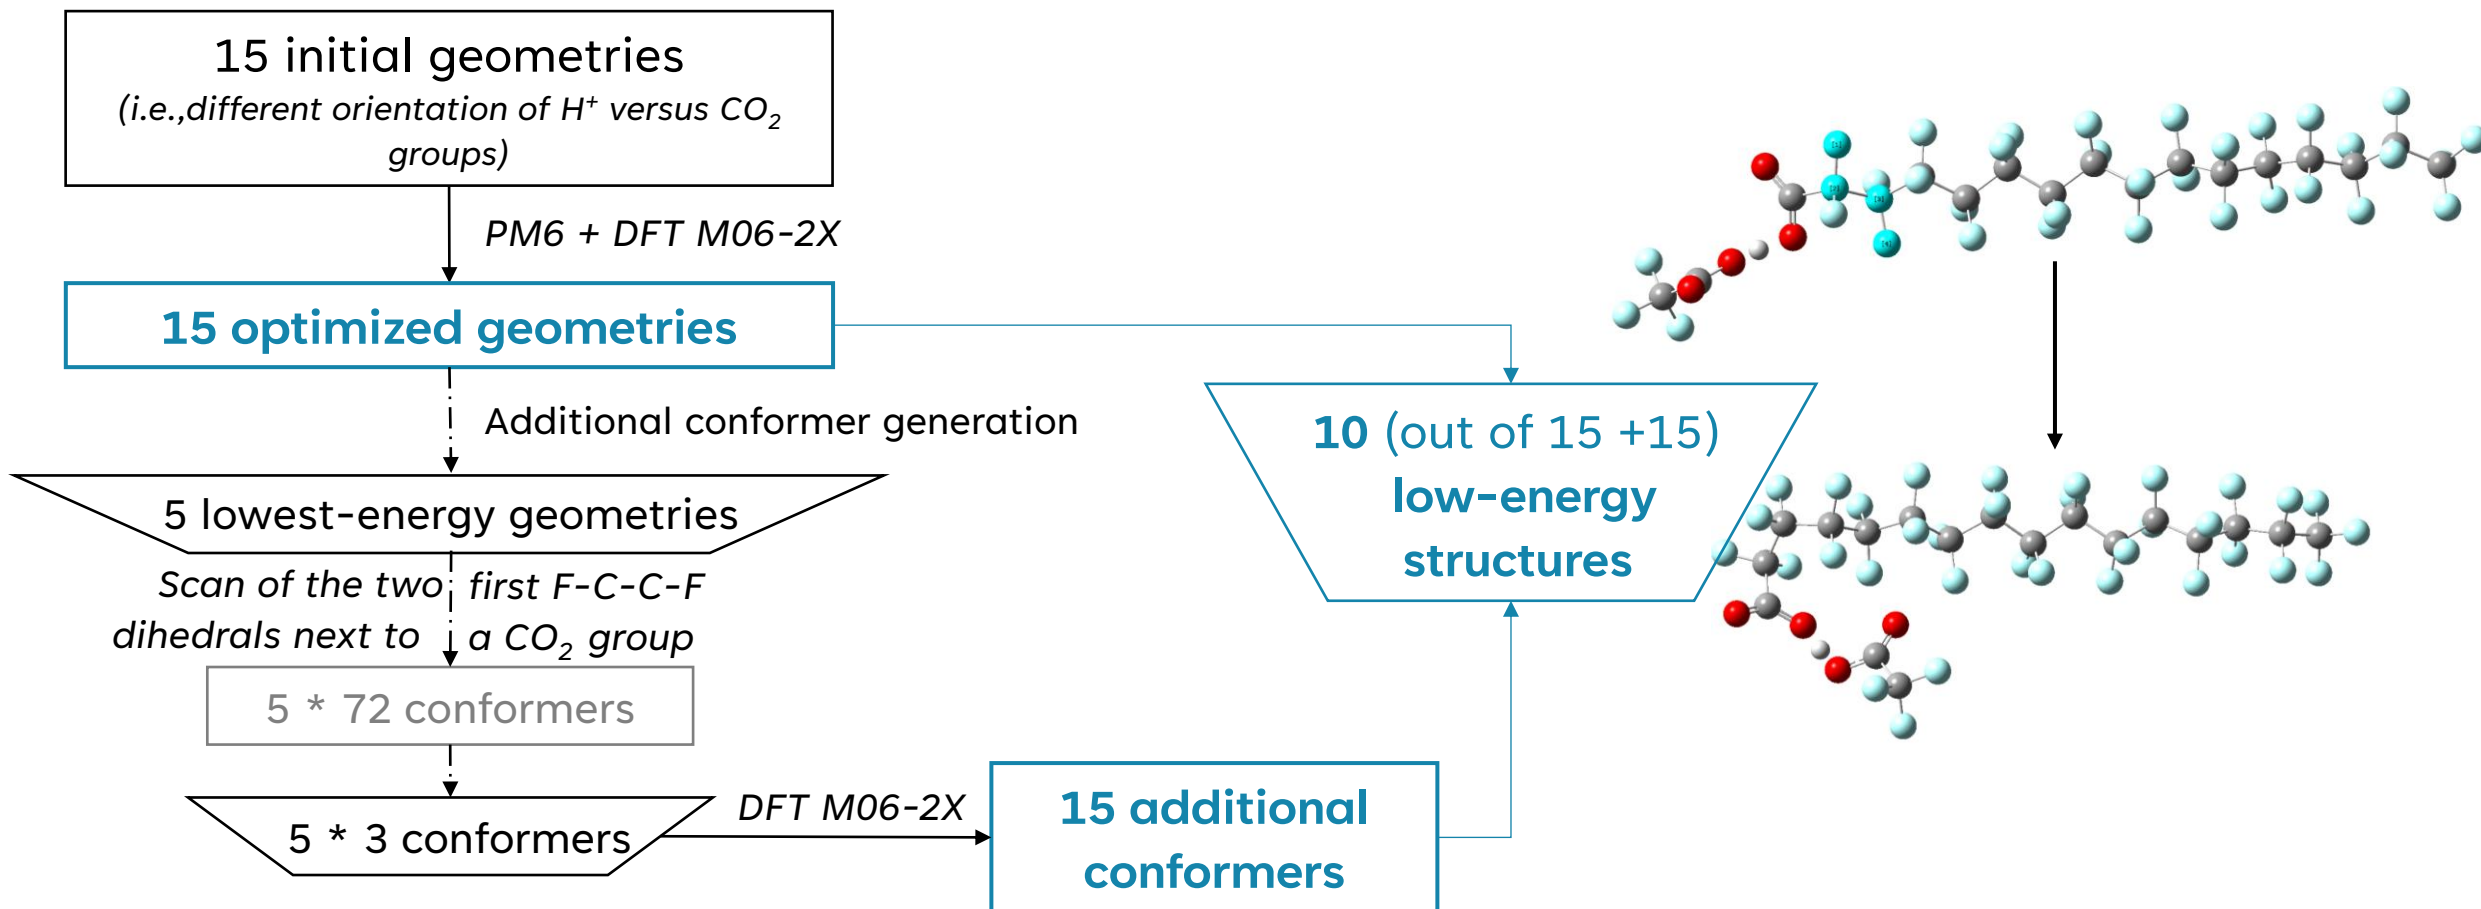 15 initial geometries
(i.e.,different orientation of H⁺ versus CO₂
groups)
PM6 + DFT M06-2X
15 optimized geometries
Additional conformer generation
5 lowest-energy geometries
Scan of the two first F-C-C-F
dihedrals next to a CO₂ group
5 * 72 conformers
5 * 3 conformers
DFT M06-2X
15 additional
conformers
10 (out of 15 +15)
low-energy
structures